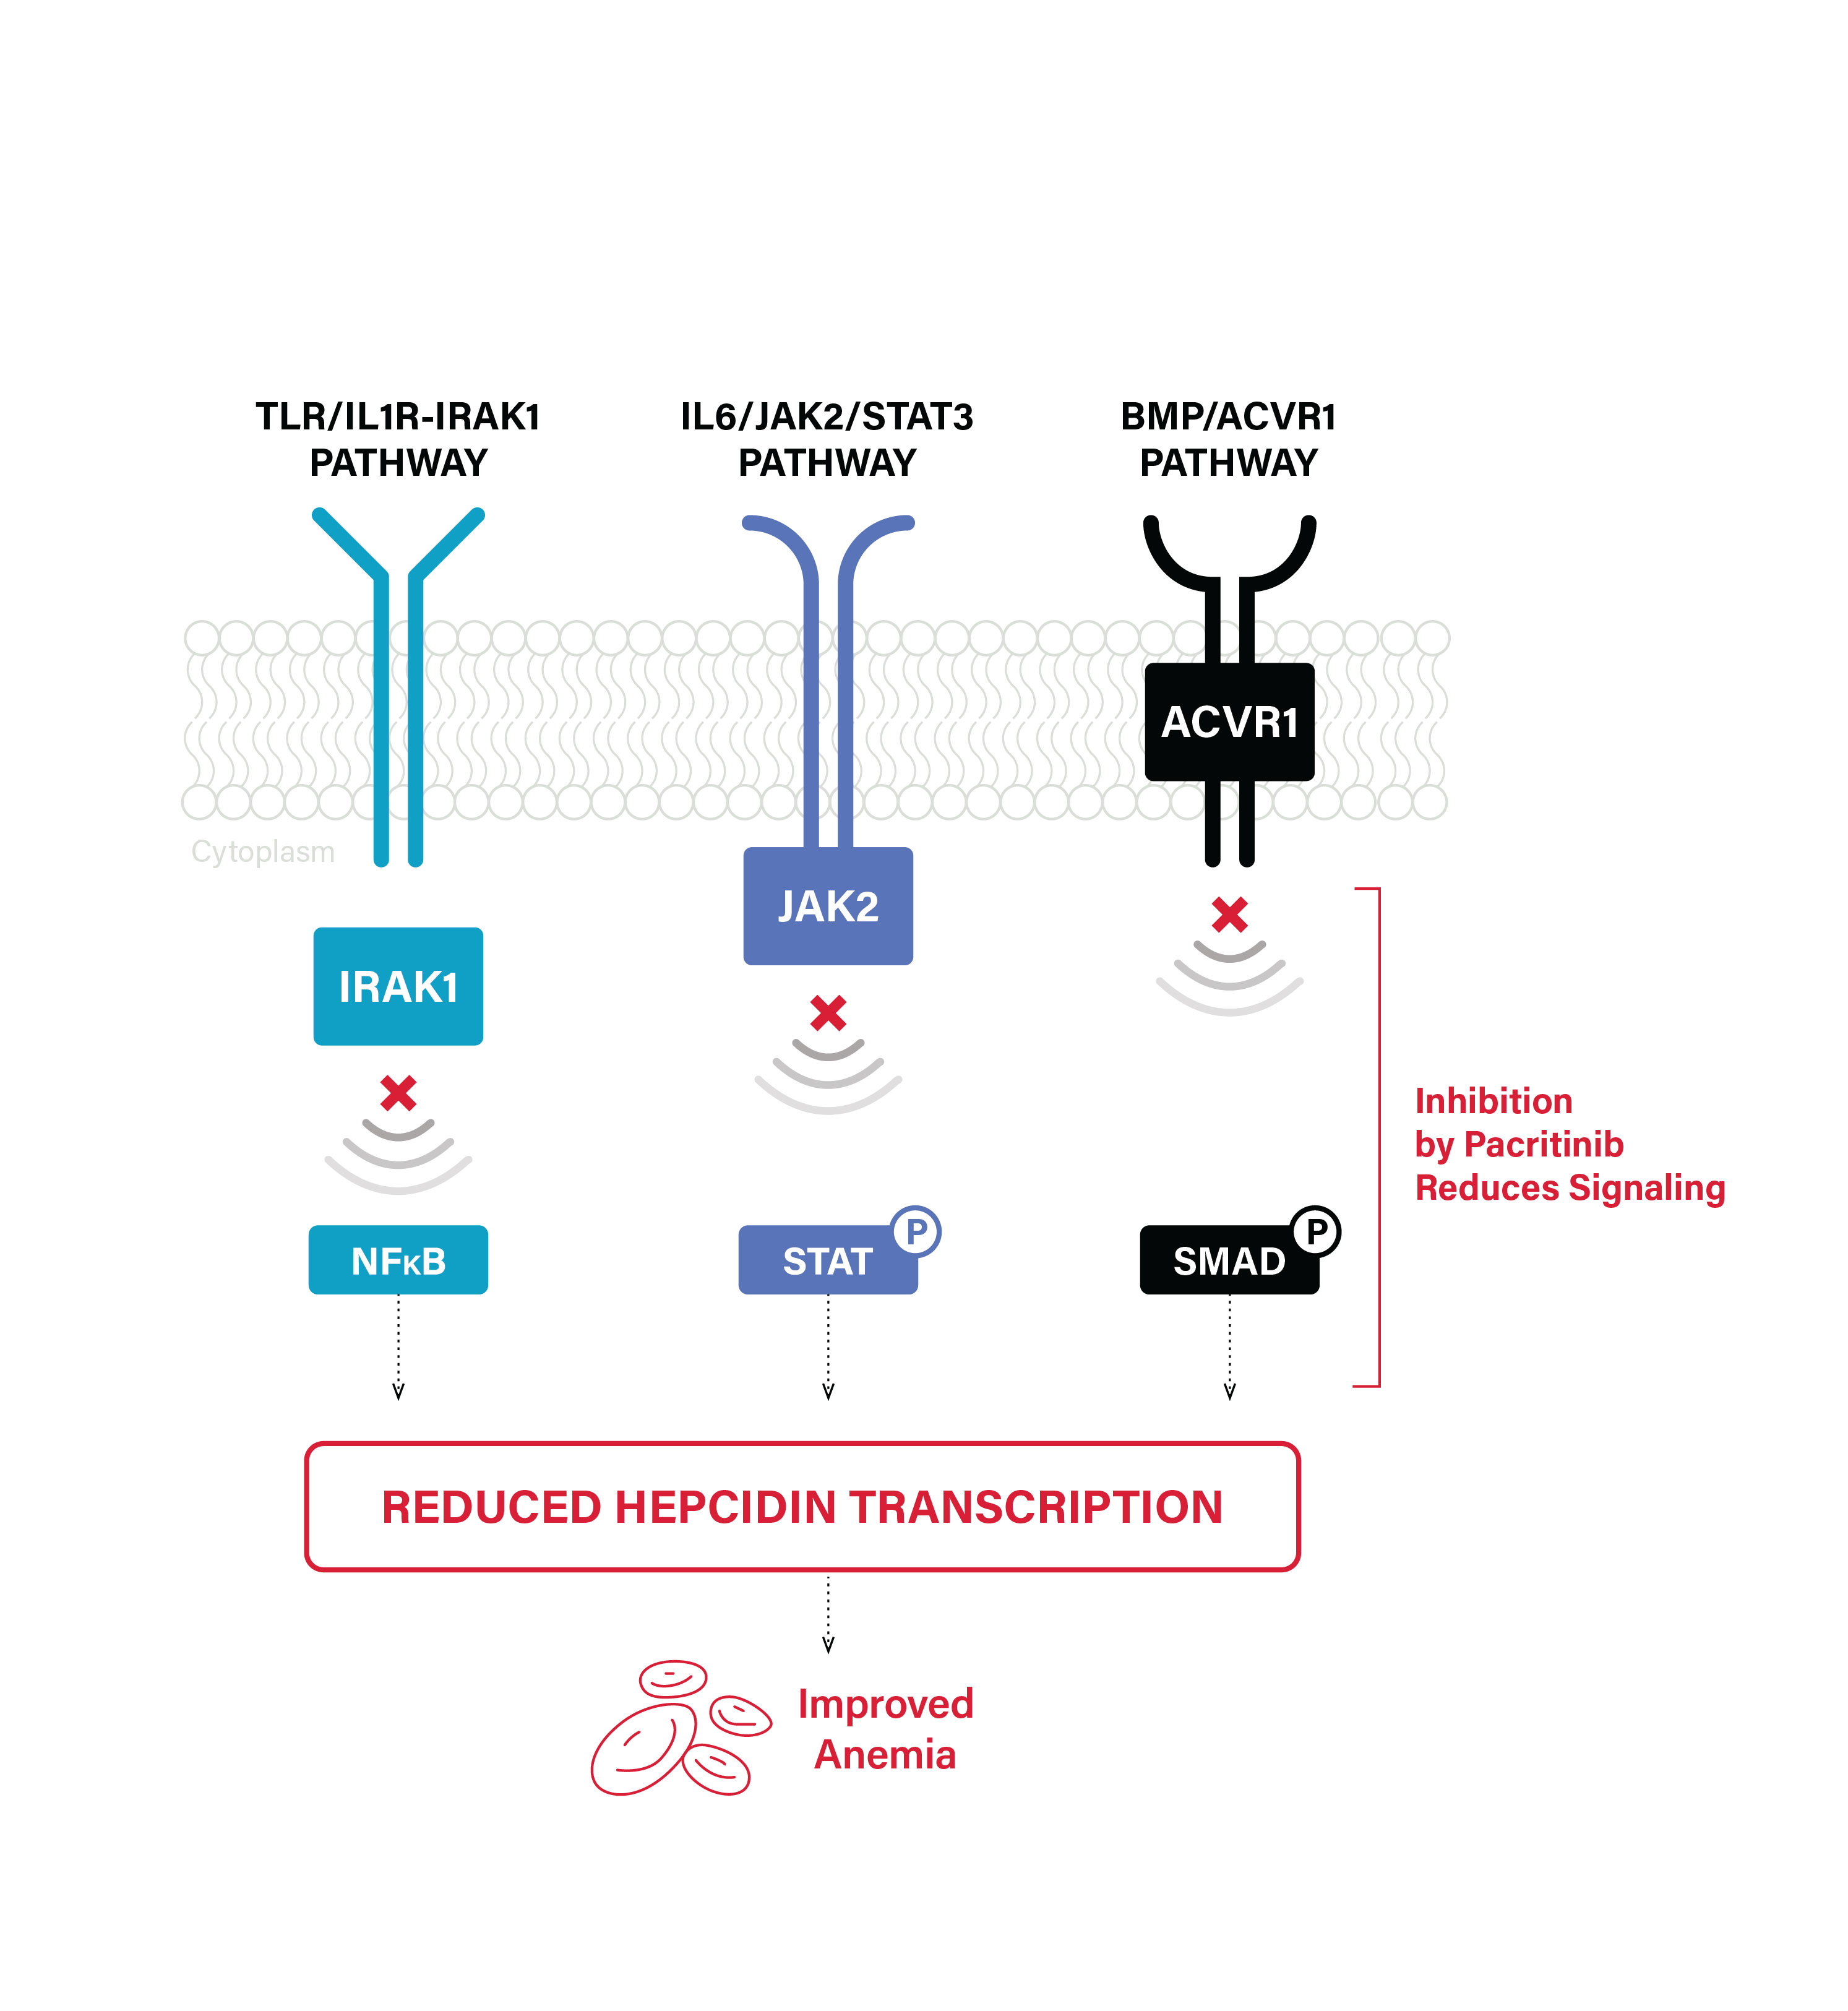 TLR/IL1R-IRAK1
PATHWAY
IL6/JAK2/STAT3
PATHWAY
BMP/ACVR1
PATHWAY
ACVR1
Cytoplasm
JAK2
IRAK1
Inhibition
by Pacritinib
Reduces Signaling
NFκB
STAT
P
SMAD
P
REDUCED HEPCIDIN TRANSCRIPTION
Improved
Anemia